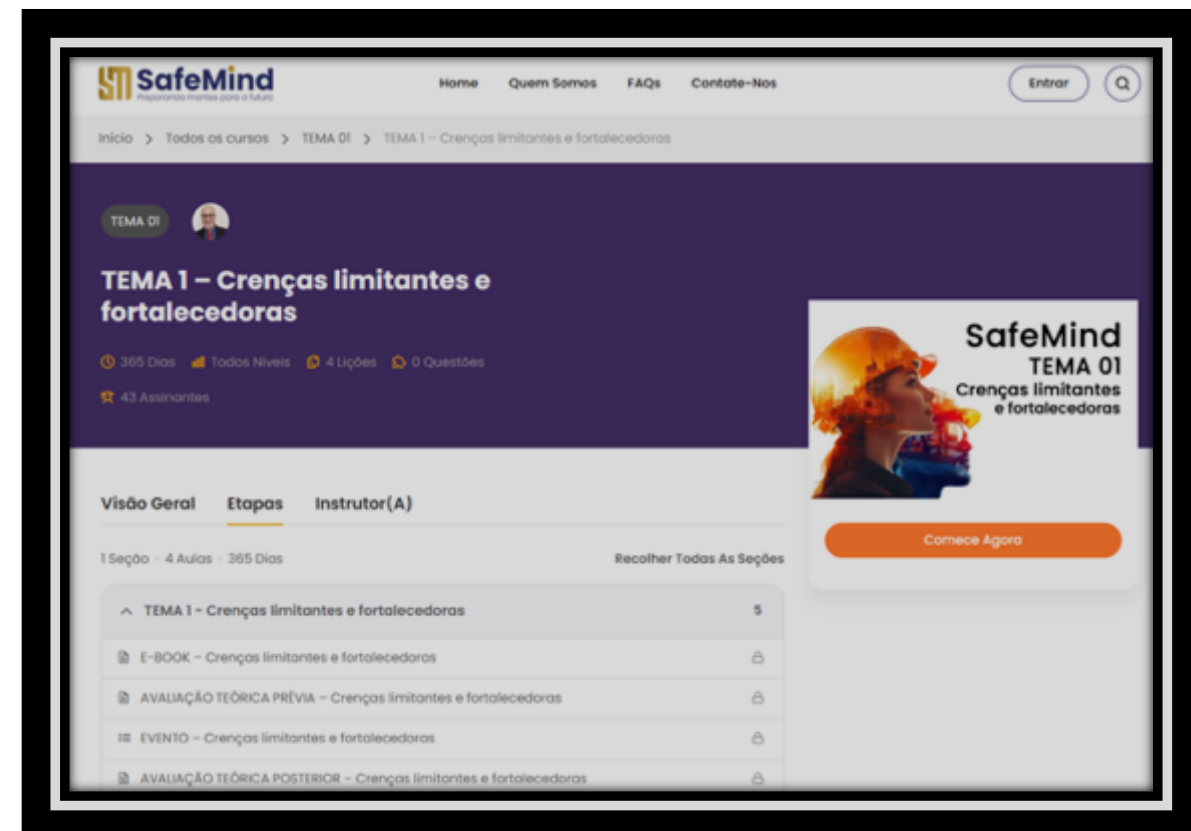 SafeMind
Preparando mentes para o futuro
Home Quem Somos FAQs Contate-Nos
Entrar
Início > Todos os cursos > TEMA 01 > TEMA 1 – Crenças limitantes e fortalecedoras
TEMA 01
TEMA 1 – Crenças limitantes e
fortalecedoras
365 Dias Todos Níveis 4 Lições 0 Questões
43 Assinantes
SafeMind
TEMA 01
Crenças limitantes
e fortalecedoras
Comece Agora
Visão Geral Etapas Instrutor(A)
1 Seção · 4 Aulas · 365 Dias Recolher Todas As Seções
TEMA 1 - Crenças limitantes e fortalecedoras 5
E-BOOK – Crenças limitantes e fortalecedoras
AVALIAÇÃO TEÓRICA PRÉVIA – Crenças limitantes e fortalecedoras
EVENTO – Crenças limitantes e fortalecedoras
AVALIAÇÃO TEÓRICA POSTERIOR – Crenças limitantes e fortalecedoras